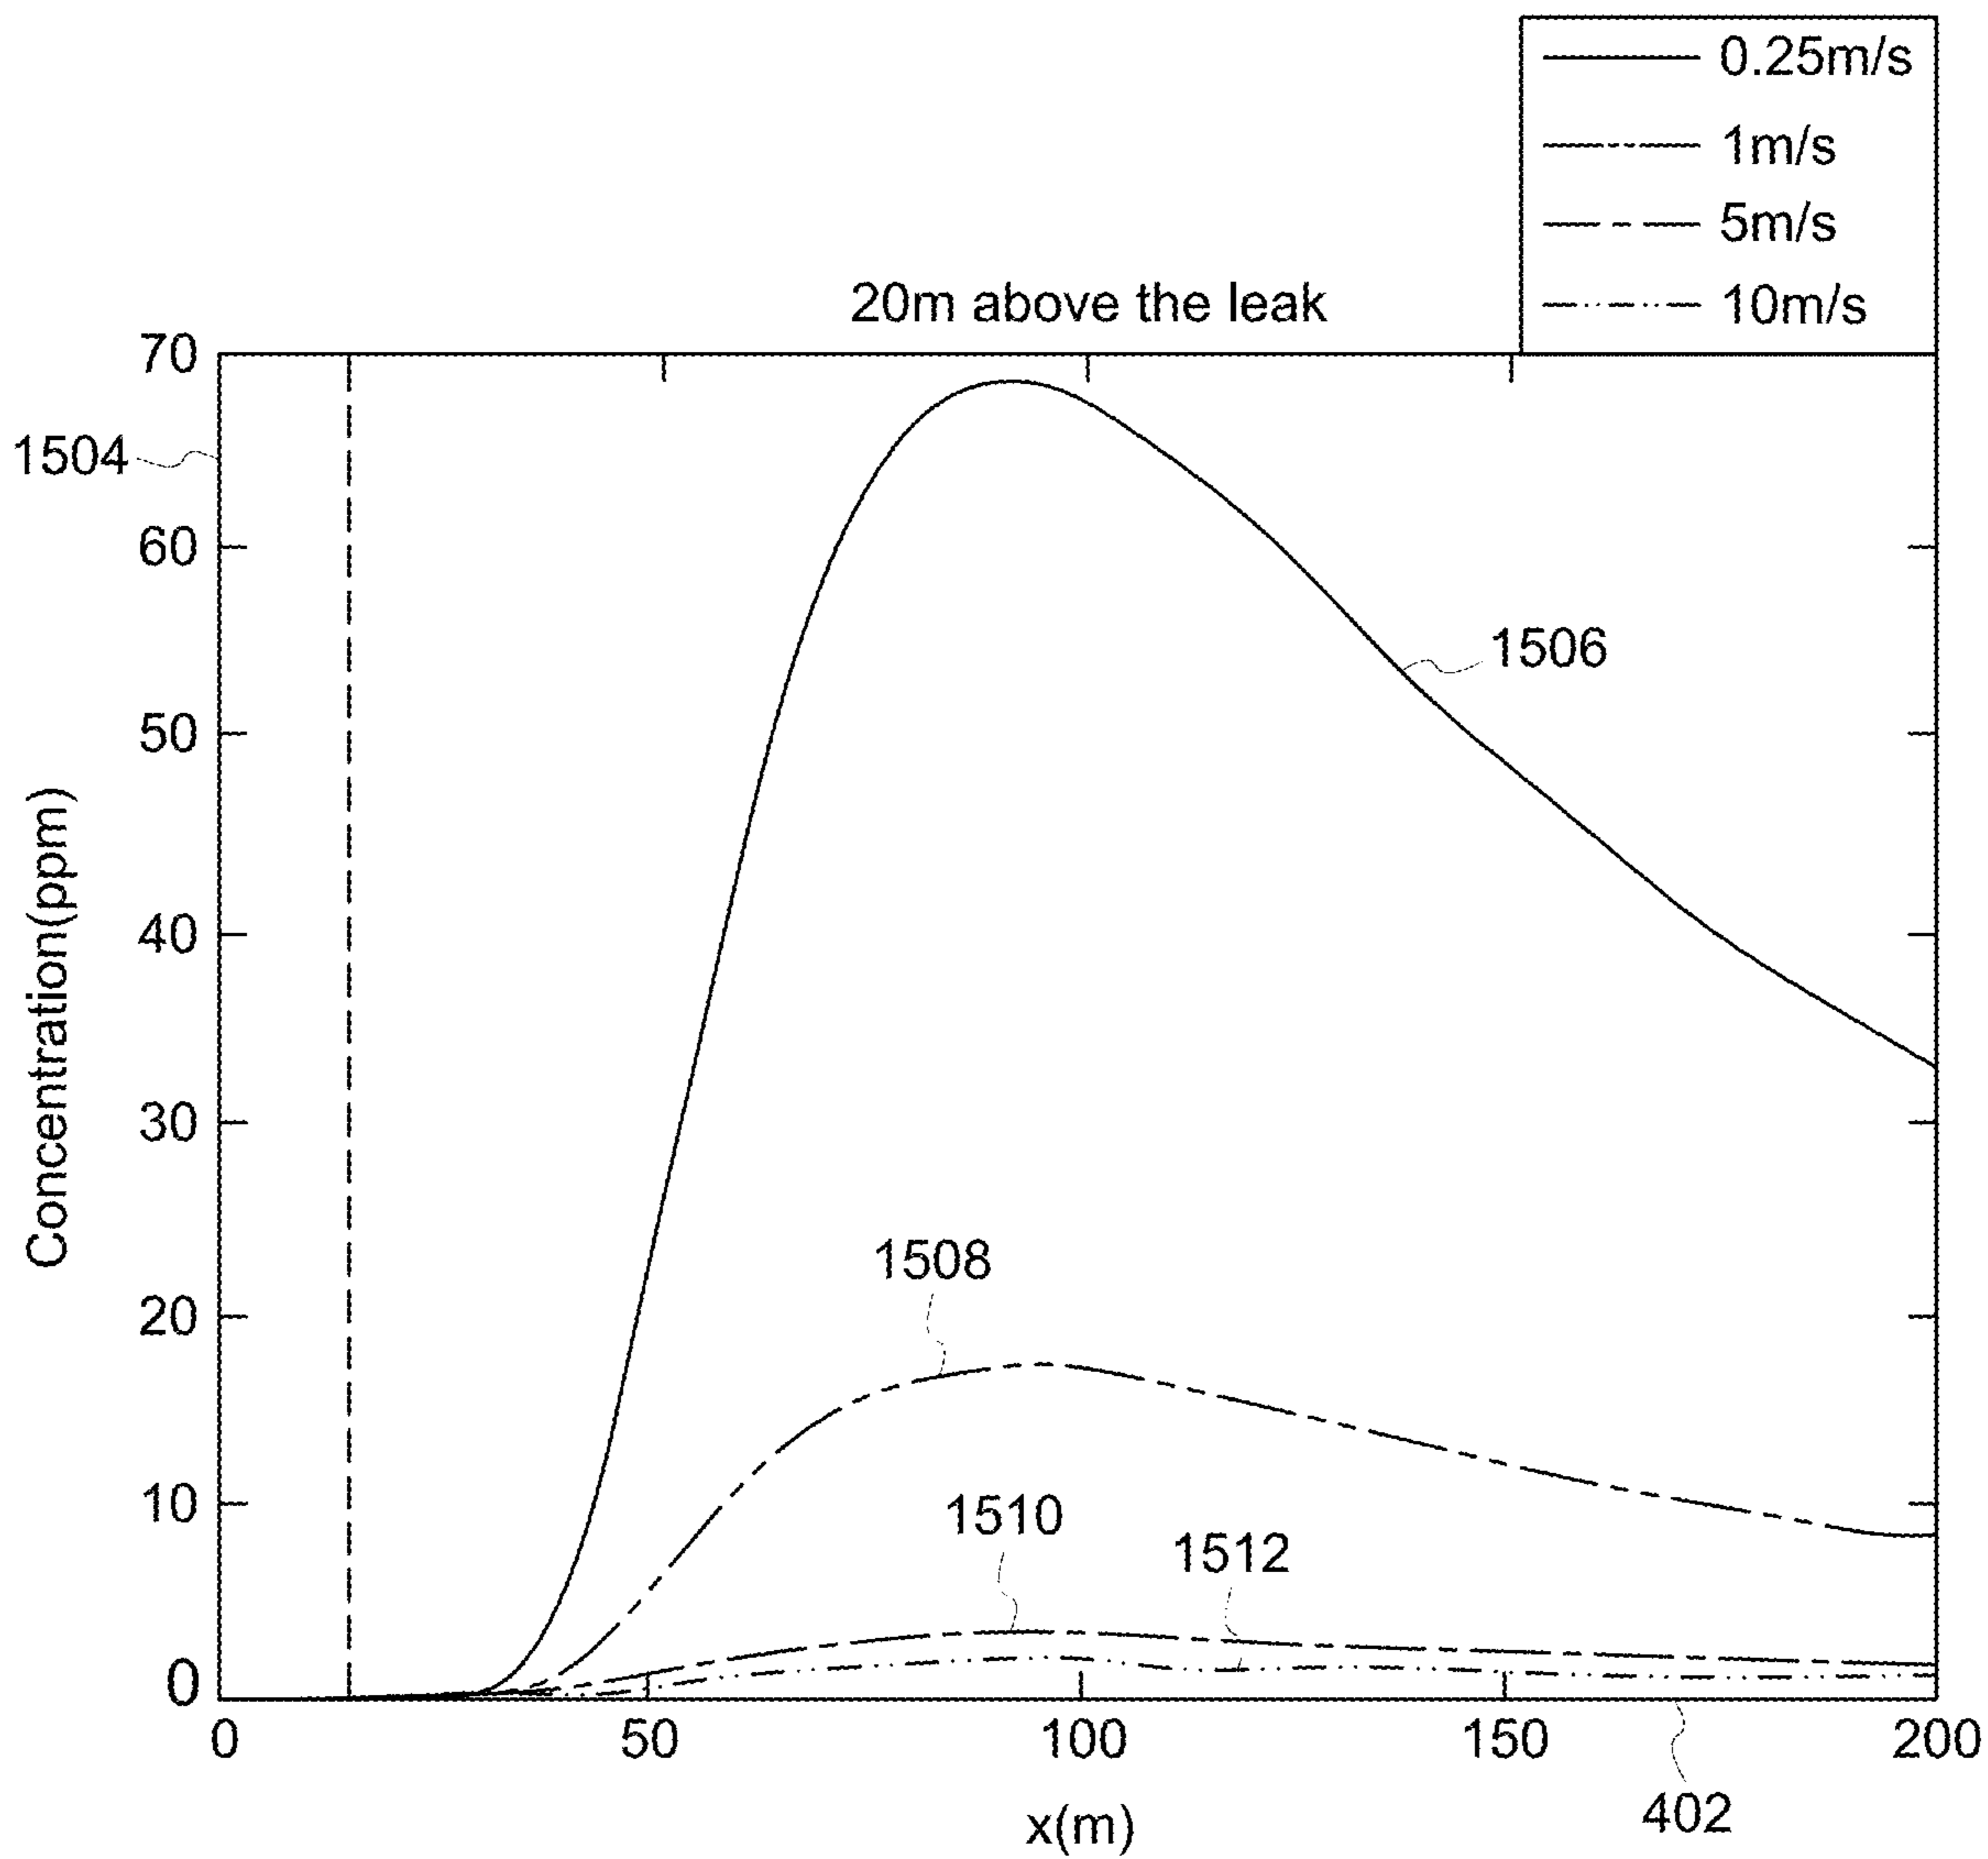 0.25m/s
1m/s
5m/s
10m/s
20m above the leak
70
1504
60
1506
50
40
Concentration(ppm)
30
1508
20
10
1510
1512
0
0 50 100 150 200
x(m)
402